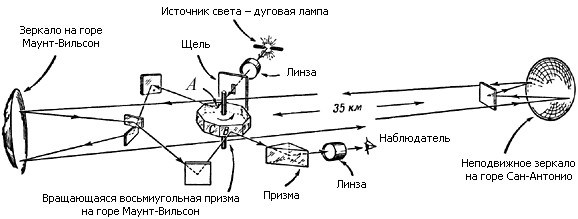 Источник света – дуговая лампа
Зеркало на горе
Маунт-Вильсон
Щель
Линза
A
35 км
C
B
Наблюдатель
Неподвижное зеркало
на горе Сан-Антонио
Вращающаяся восьмиугольная призма
на горе Маунт-Вильсон
Призма
Линза